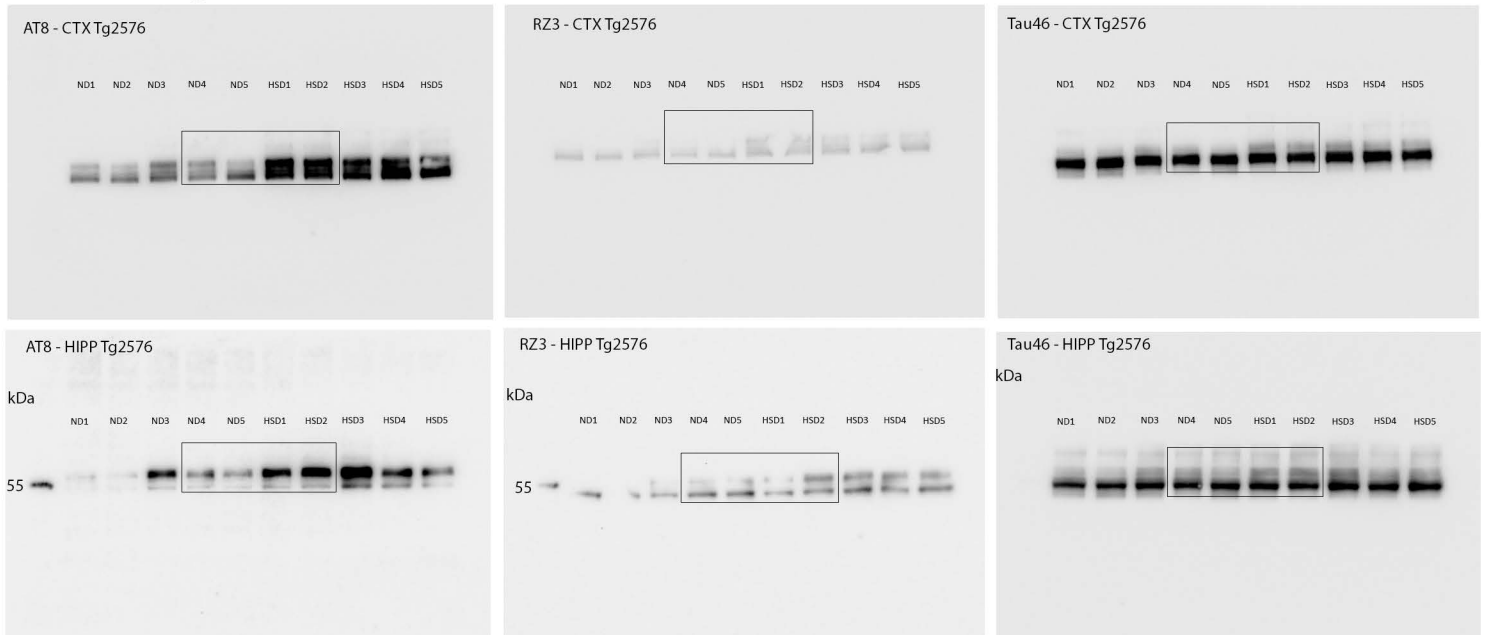 AT8 - CTX Tg2576
ND1 ND2 ND3 ND4 ND5 HSD1 HSD2 HSD3 HSD4 HSD5
RZ3 - CTX Tg2576
ND1 ND2 ND3 ND4 ND5 HSD1 HSD2 HSD3 HSD4 HSD5
Tau46 - CTX Tg2576
ND1 ND2 ND3 ND4 ND5 HSD1 HSD2 HSD3 HSD4 HSD5
AT8 - HIPP Tg2576
kDa
ND1 ND2 ND3 ND4 ND5 HSD1 HSD2 HSD3 HSD4 HSD5
55
RZ3 - HIPP Tg2576
kDa
ND1 ND2 ND3 ND4 ND5 HSD1 HSD2 HSD3 HSD4 HSD5
55
Tau46 - HIPP Tg2576
kDa
ND1 ND2 ND3 ND4 ND5 HSD1 HSD2 HSD3 HSD4 HSD5